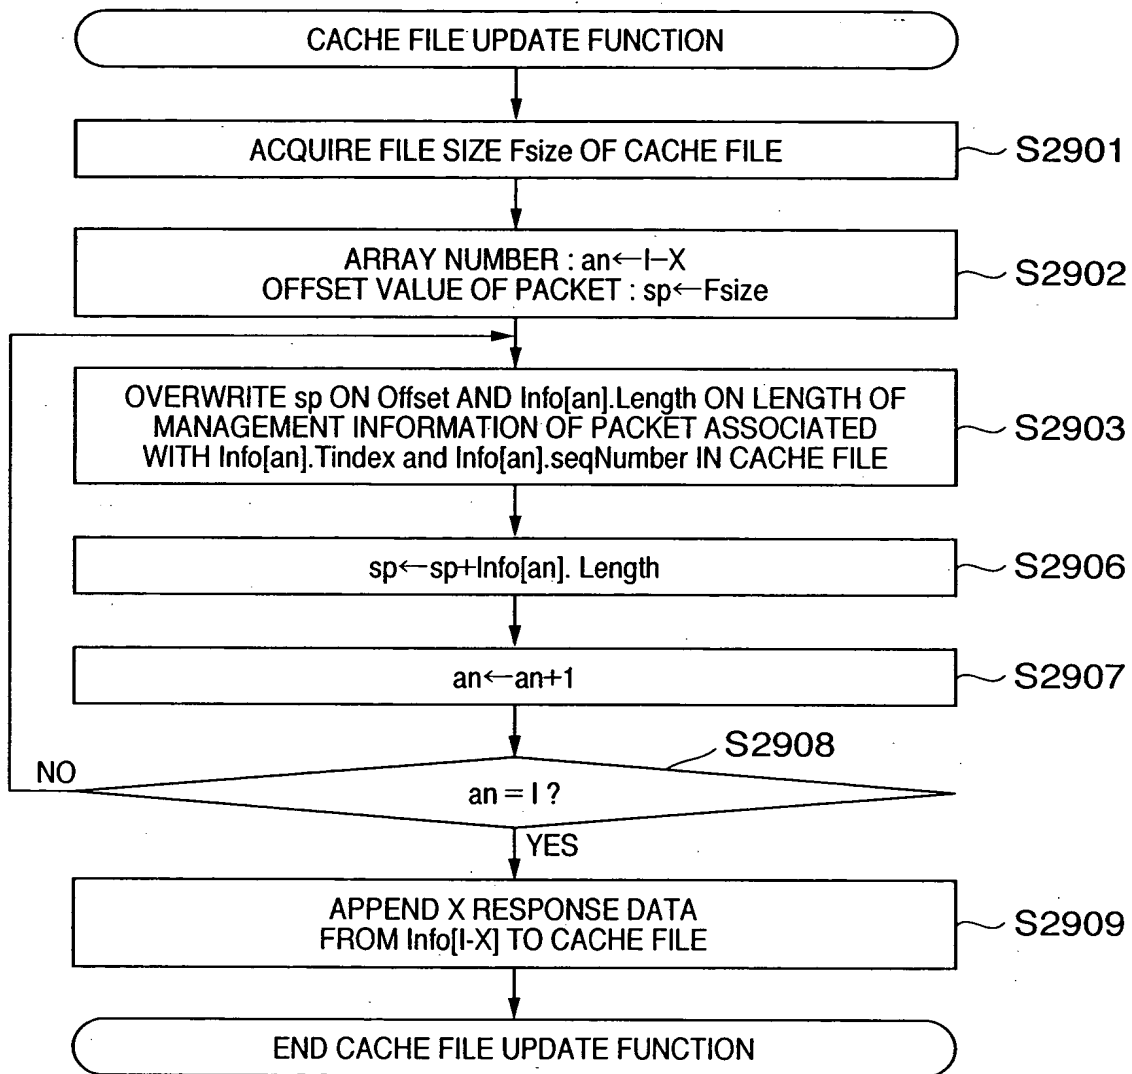 CACHE FILE UPDATE FUNCTION
ACQUIRE FILE SIZE Fsize OF CACHE FILE
S2901
ARRAY NUMBER : an←I–X
OFFSET VALUE OF PACKET : sp←Fsize
S2902
OVERWRITE sp ON Offset AND Info[an].Length ON LENGTH OF
MANAGEMENT INFORMATION OF PACKET ASSOCIATED
WITH Info[an].Tindex and Info[an].seqNumber IN CACHE FILE
S2903
sp←sp+Info[an]. Length
S2906
an←an+1
S2907
S2908
NO
an = I ?
YES
APPEND X RESPONSE DATA
FROM Info[I-X] TO CACHE FILE
S2909
END CACHE FILE UPDATE FUNCTION